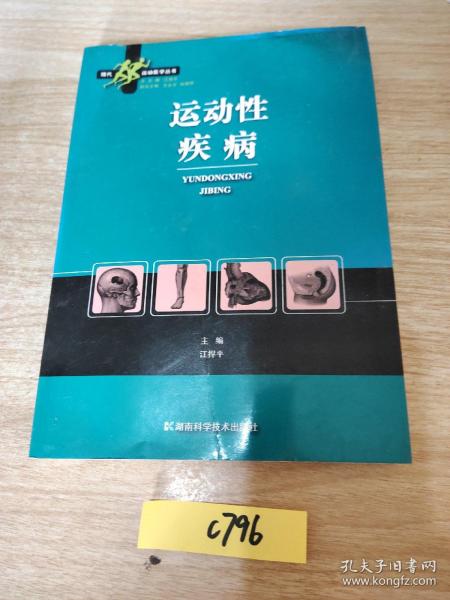 现代 运动医学丛书
运动性
疾病
YUNDONGXING
JIBING
主 编
江捍平
湖南科学技术出版社
C796
孔夫子旧书网
www.kongfz.com